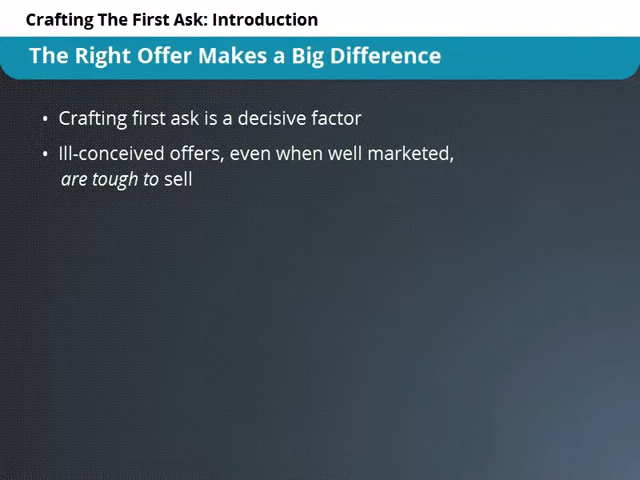 Crafting The First Ask: Introduction
The Right Offer Makes a Big Difference
• Crafting first ask is a decisive factor
• Ill-conceived offers, even when well marketed,
are tough to sell